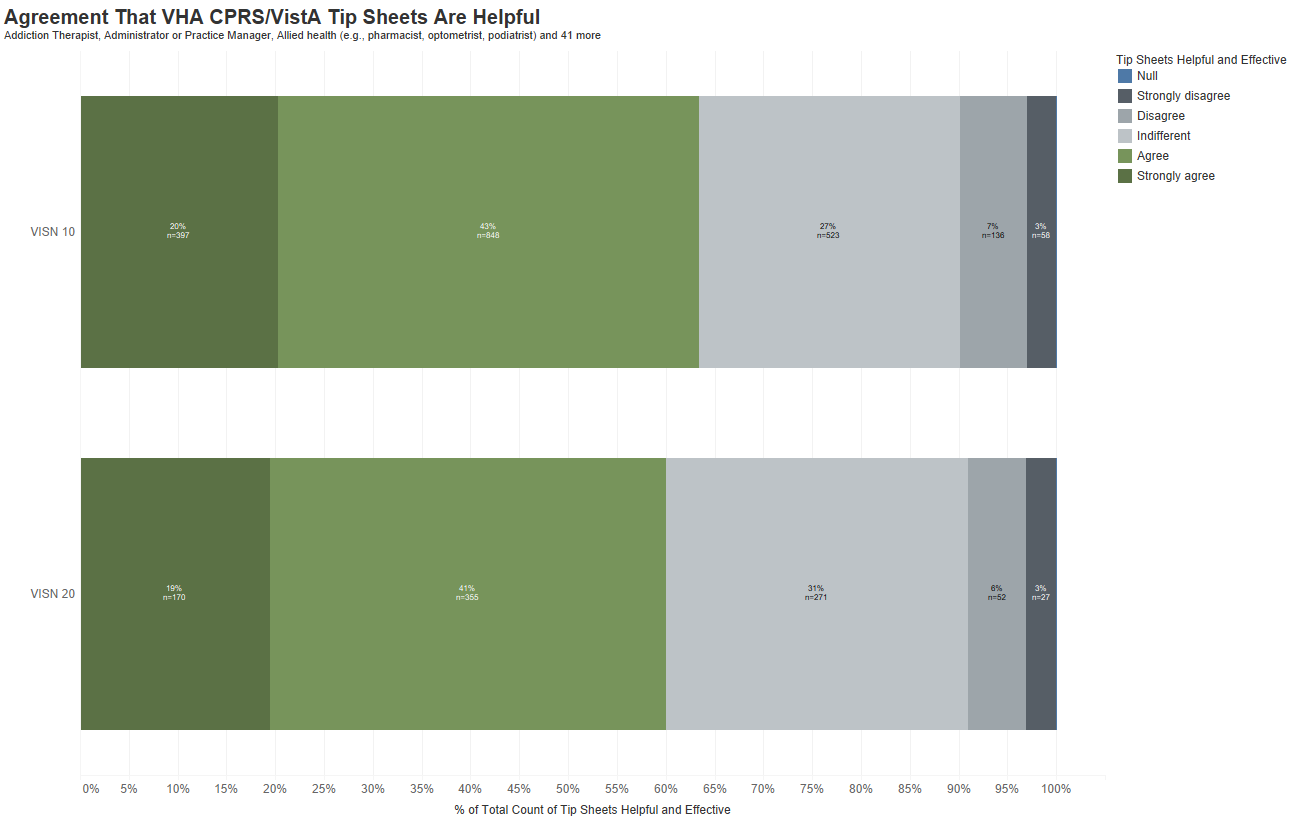 Agreement That VHA CPRS/VistA Tip Sheets Are Helpful
Addiction Therapist, Administrator or Practice Manager, Allied health (e.g., pharmacist, optometrist, podiatrist) and 41 more
Tip Sheets Helpful and Effective
Null
Strongly disagree
Disagree
Indifferent
Agree
Strongly agree
VISN 10
20%
n=397
43%
n=848
27%
n=523
7%
n=136
3%
n=58
VISN 20
19%
n=170
41%
n=355
31%
n=271
6%
n=52
3%
n=27
0% 5% 10% 15% 20% 25% 30% 35% 40% 45% 50% 55% 60% 65% 70% 75% 80% 85% 90% 95% 100%
% of Total Count of Tip Sheets Helpful and Effective